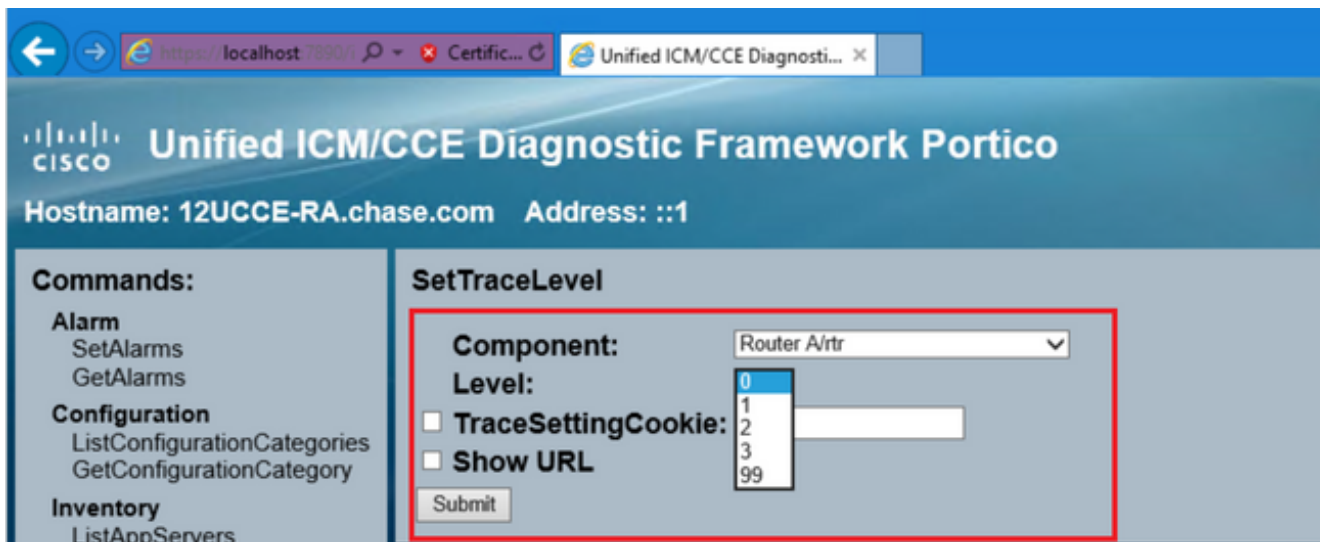 https://localhost:7890/i Certific... Unified ICM/CCE Diagnosti...
CISCO Unified ICM/CCE Diagnostic Framework Portico
Hostname: 12UCCE-RA.chase.com Address: ::1
Commands:
Alarm
SetAlarms
GetAlarms
Configuration
ListConfigurationCategories
GetConfigurationCategory
Inventory
ListAppServers
SetTraceLevel
Component: Router A/rtr
Level: 0
1
TraceSettingCookie: 2
3
Show URL
99
Submit